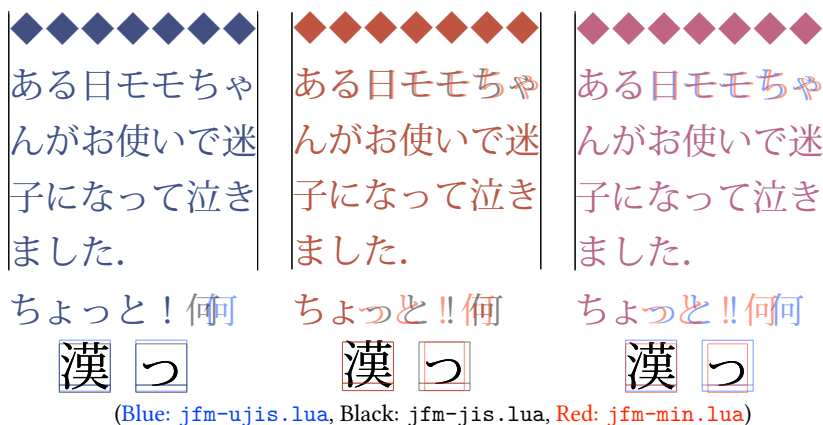 ◆◆◆◆◆◆◆
ある日モモちゃ
んがお使いで迷
子になって泣き
ました.
ちょっと！何
漢 っ
◆◆◆◆◆◆◆
ある日モモちゃ
んがお使いで迷
子になって泣き
ました.
ちょっと！何
漢 っ
◆◆◆◆◆◆◆
ある日モモちゃ
んがお使いで迷
子になって泣き
ました.
ちょっと！何
漢 っ
(Blue: jfm-ujis.lua, Black: jfm-jis.lua, Red: jfm-min.lua)